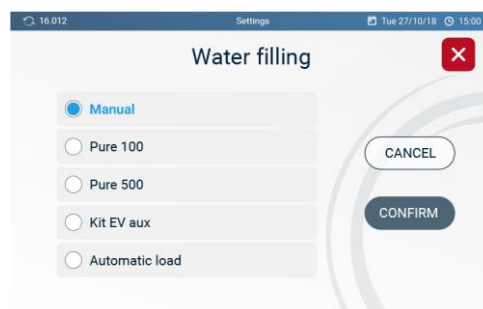 16.012 Settings Tue 27/10/18 15:00
Water filling
Manual
Pure 100
Pure 500
Kit EV aux
Automatic load
CANCEL
CONFIRM